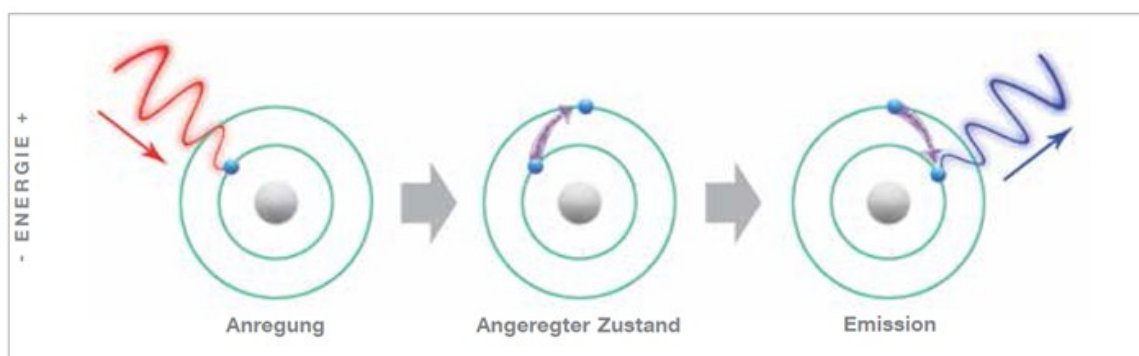 - ENERGIE +
Anregung
Angeregter Zustand
Emission